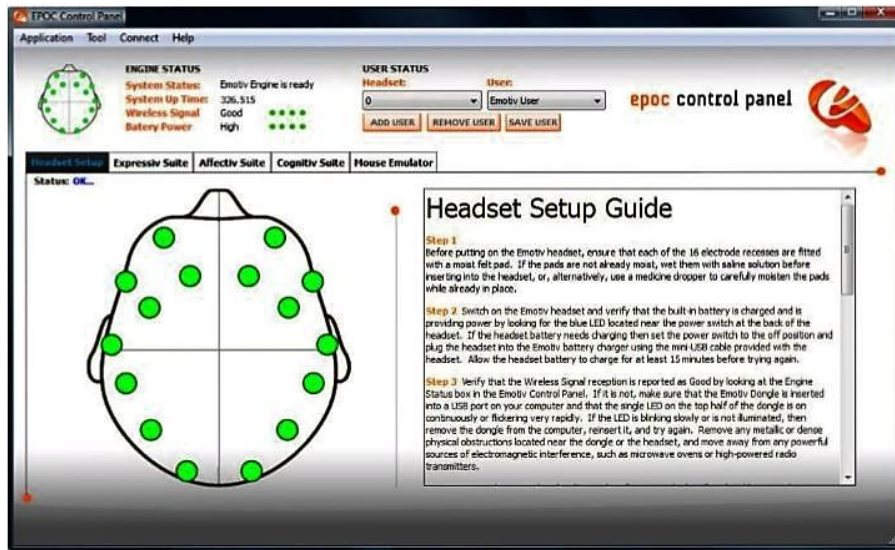 EPOC Control Panel
Application Tool Connect Help
ENGINE STATUS
System Status: Emotiv Engine is ready
System Up Time: 326,515
Wireless Signal Good
Batery Power High
USER STATUS
Headset: User:
0 Emotiv User
ADD USER REMOVE USER SAVE USER
epoc control panel
Headset Setup Expressiv Suite Affectiv Suite Cognitiv Suite Mouse Emulator
Status: OK...
Headset Setup Guide
Step 1
Before putting on the Emotiv headset, ensure that each of the 16 electrode recesses are fitted
with a moist felt pad. If the pads are not already moist, wet them with saline solution before
inserting into the headset, or, alternatively, use a medicine dropper to carefully moisten the pads
while already in place.
Step 2 Switch on the Emotiv headset and verify that the built-in battery is charged and is
providing power by looking for the blue LED located near the power switch at the back of the
headset. If the headset battery needs charging then set the power switch to the off position and
plug the headset into the Emotiv battery charger using the mini-USB cable provided with the
headset. Allow the headset battery to charge for at least 15 minutes before trying again.
Step 3 Verify that the Wireless Signal reception is reported as Good by looking at the Engine
Status box in the Emotiv Control Panel. If it is not, make sure that the Emotiv Dongle is inserted
into a USB port on your computer and that the single LED on the top half of the dongle is on
continuously or flickering very rapidly. If the LED is blinking slowly or is not illuminated, then
remove the dongle from the computer, reinsert it, and try again. Remove any metallic or dense
physical obstructions located near the dongle or the headset, and move away from any powerful
sources of electromagnetic interference, such as microwave ovens or high-powered radio
transmitters.